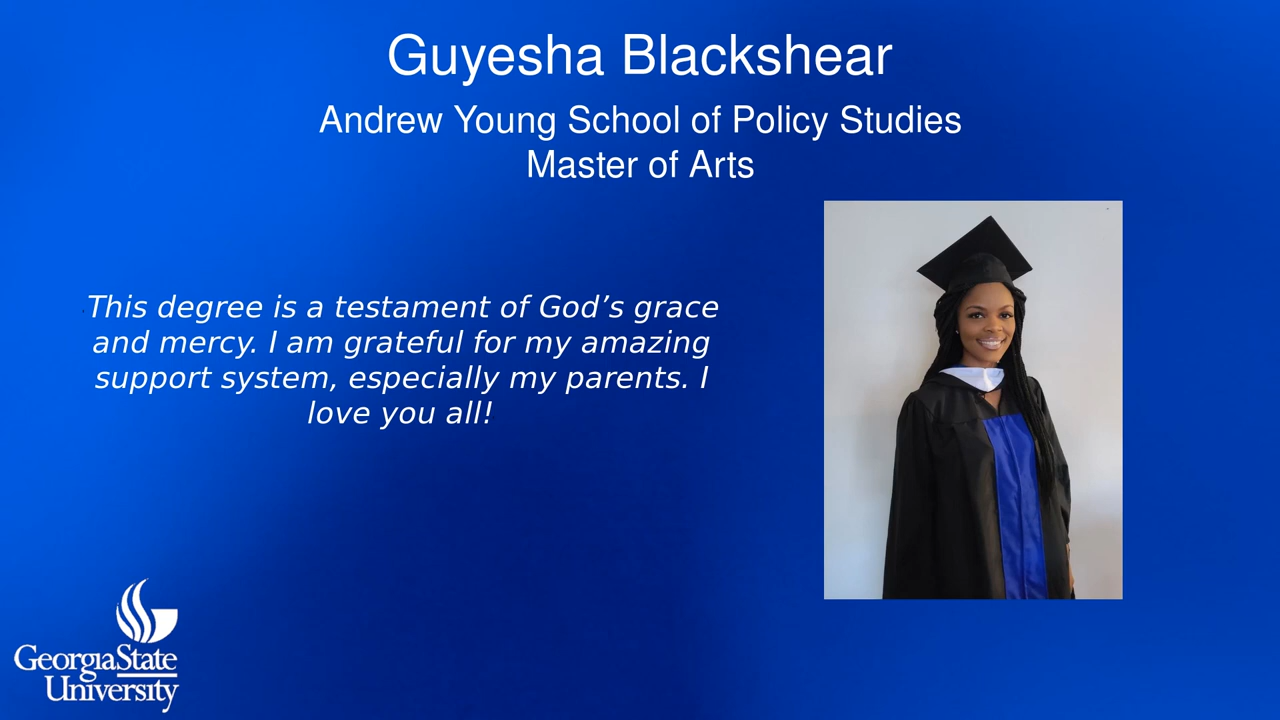 Guyesha Blackshear
Andrew Young School of Policy Studies
Master of Arts
This degree is a testament of God’s grace
and mercy. I am grateful for my amazing
support system, especially my parents. I
love you all!
GeorgiaState
University